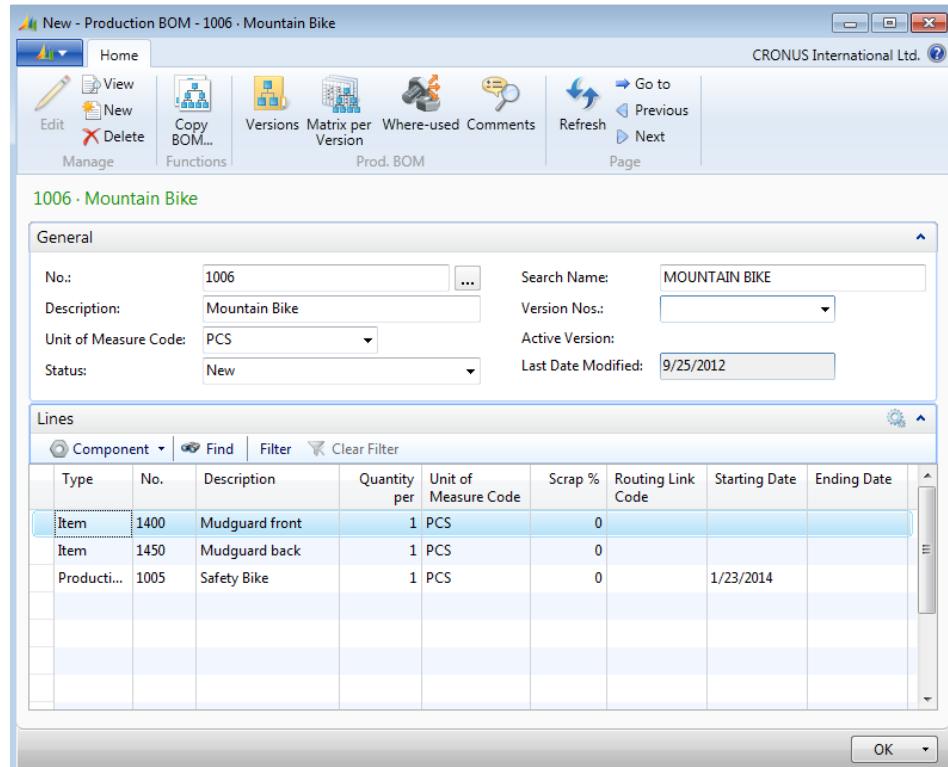 New - Production BOM - 1006 · Mountain Bike
Home
CRONUS International Ltd.
Edit
View
New
Delete
Manage
Copy BOM...
Functions
Versions
Matrix per Version
Where-used
Comments
Prod. BOM
Refresh
Go to
Previous
Next
Page
1006 · Mountain Bike
General
No.: 1006 ... Search Name: MOUNTAIN BIKE
Description: Mountain Bike Version Nos.:
Unit of Measure Code: PCS Active Version:
Status: New Last Date Modified: 9/25/2012
Lines
Component Find Filter Clear Filter
Type No. Description Quantity per Unit of Measure Code Scrap % Routing Link Code Starting Date Ending Date
Item 1400 Mudguard front 1 PCS 0
Item 1450 Mudguard back 1 PCS 0
Producti... 1005 Safety Bike 1 PCS 0 1/23/2014
OK